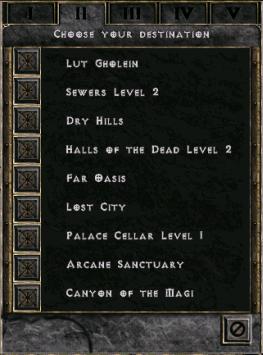 I II III IV V
Choose your destination
Lut Gholein
Sewers Level 2
Dry Hills
Halls of the Dead Level 2
Far Oasis
Lost City
Palace Cellar Level 1
Arcane Sanctuary
Canyon of the Magi